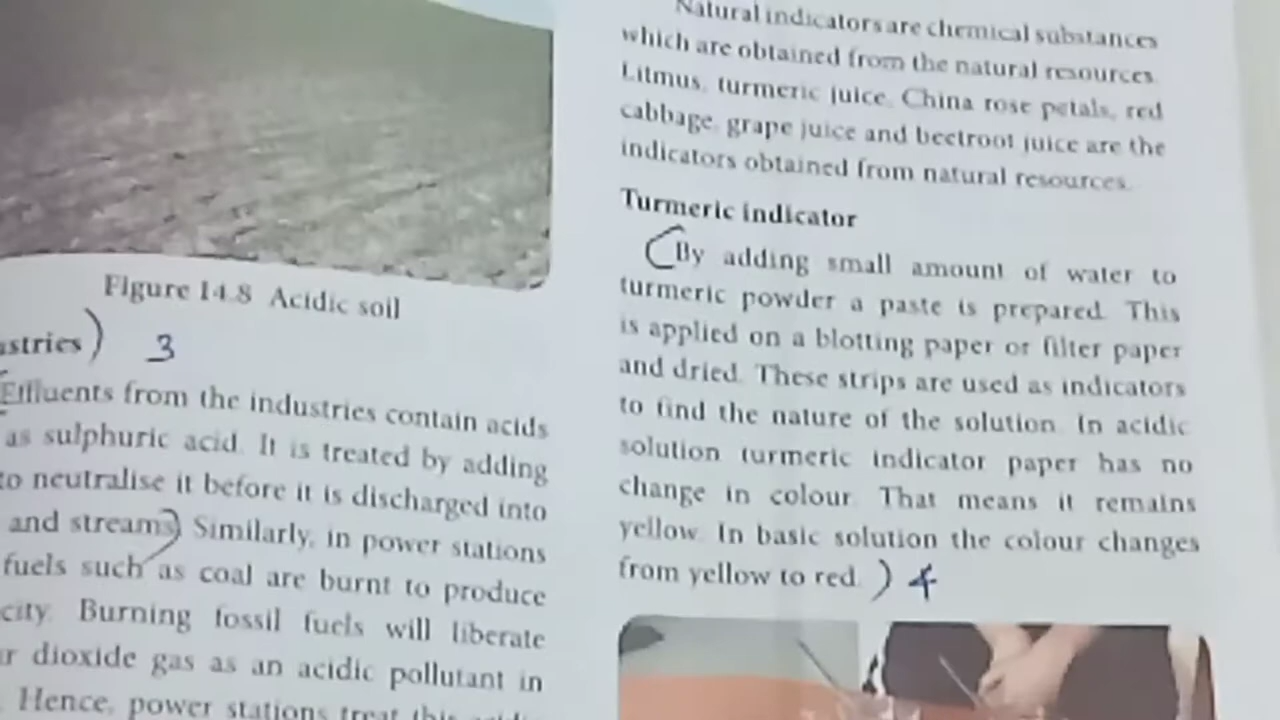 Figure 14.8 Acidic soil
ustries) 3
Effluents from the industries contain acids
as sulphuric acid. It is treated by adding
to neutralise it before it is discharged into
and streams) Similarly, in power stations
fuels such as coal are burnt to produce
city. Burning fossil fuels will liberate
ur dioxide gas as an acidic pollutant in
Hence, power stations treat this
Natural indicators are chemical substances
which are obtained from the natural resources.
Litmus, turmeric juice, China rose petals, red
cabbage, grape juice and beetroot juice are the
indicators obtained from natural resources.
Turmeric indicator
(By adding small amount of water to
turmeric powder a paste is prepared. This
is applied on a blotting paper or filter paper
and dried. These strips are used as indicators
to find the nature of the solution. In acidic
solution turmeric indicator paper has no
change in colour. That means it remains
yellow. In basic solution the colour changes
from yellow to red. ) 4